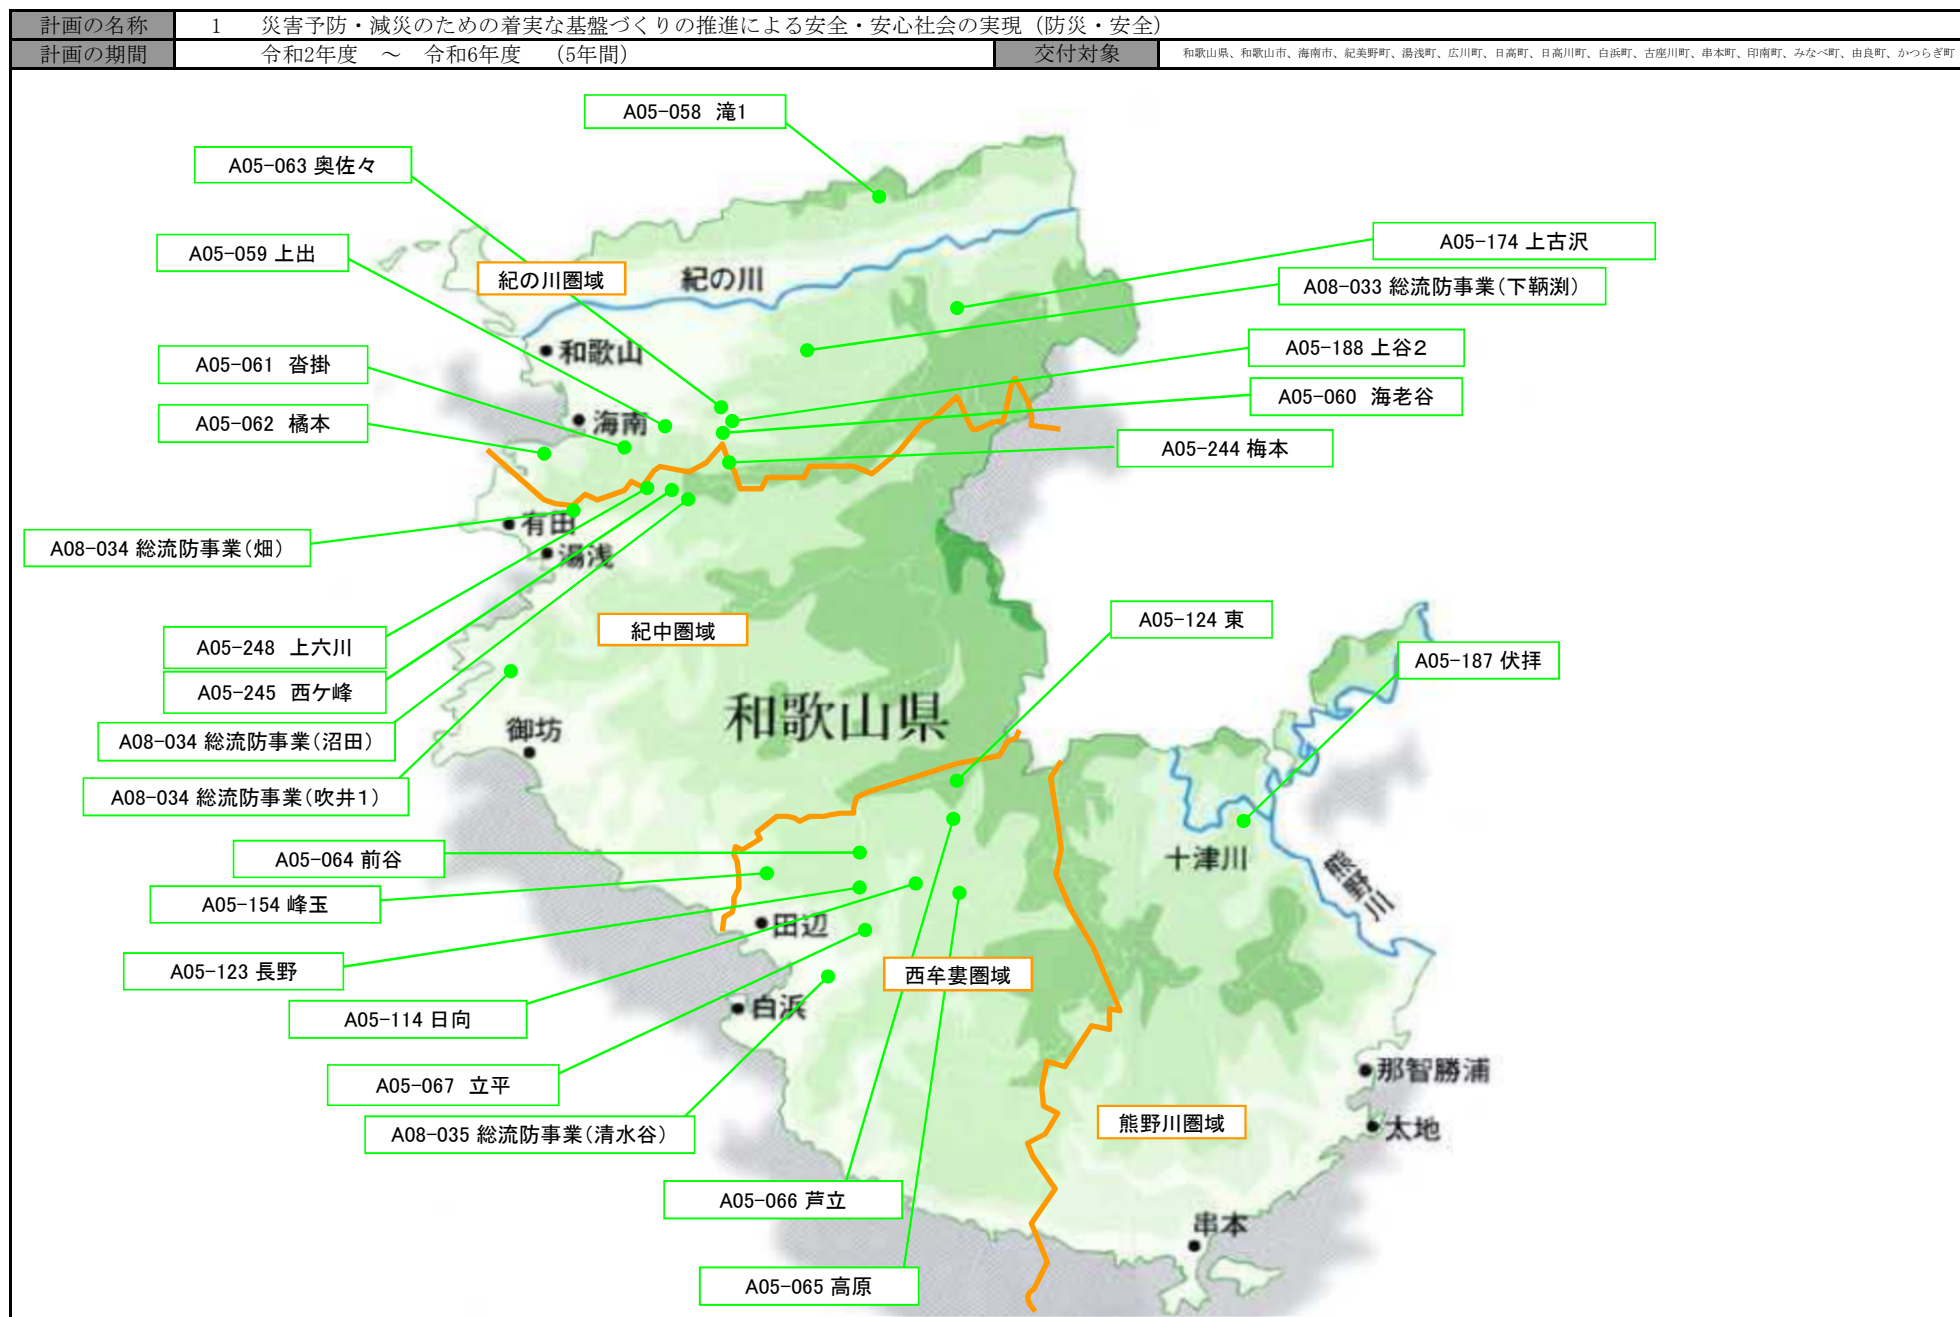 計画の名称 1 災害予防・減災のための着実な基盤づくりの推進による安全・安心社会の実現（防災・安全）
計画の期間 令和2年度 ～ 令和6年度 （5年間） 交付対象 和歌山県、和歌山市、海南市、紀美野町、湯浅町、広川町、日高町、日高川町、白浜町、古座川町、串本町、印南町、みなべ町、由良町、かつらぎ町
A05-058 滝1
A05-063 奥佐々
A05-174 上古沢
A05-059 上出
紀の川圏域
紀の川
A08-033 総流防事業(下鞆渕)
A05-188 上谷2
和歌山
A05-061 沓掛
A05-060 海老谷
A05-062 橘本
海南
A05-244 梅本
有田
A08-034 総流防事業(畑)
湯浅
紀中圏域
A05-124 東
A05-248 上六川
A05-187 伏拝
A05-245 西ケ峰
和歌山県
御坊
A08-034 総流防事業(沼田)
A08-034 総流防事業(吹井1)
A05-064 前谷
十津川
熊野川
A05-154 峰玉
田辺
A05-123 長野
西牟婁圏域
白浜
A05-114 日向
那智勝浦
A05-067 立平
熊野川圏域
太地
A08-035 総流防事業(清水谷)
A05-066 芦立
串本
A05-065 高原